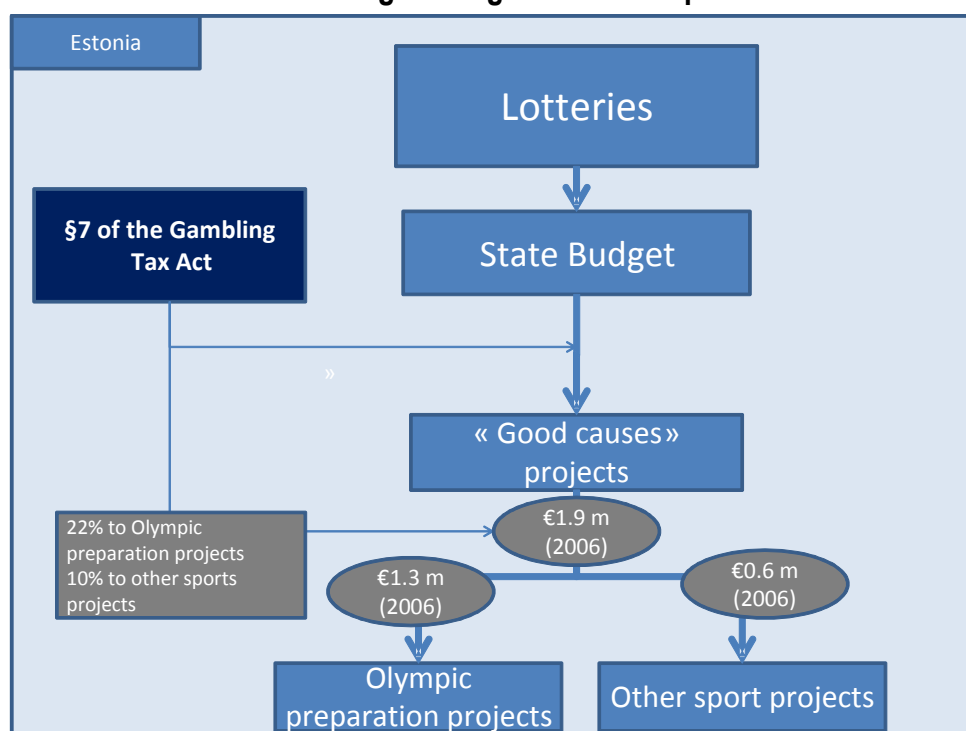 Estonia
Lotteries
§7 of the Gambling
Tax Act
State Budget
»
« Good causes»
projects
€1.9 m
(2006)
22% to Olympic
preparation projects
10% to other sports
projects
€1.3 m
(2006)
€0.6 m
(2006)
Olympic
preparation projects
Other sport projects